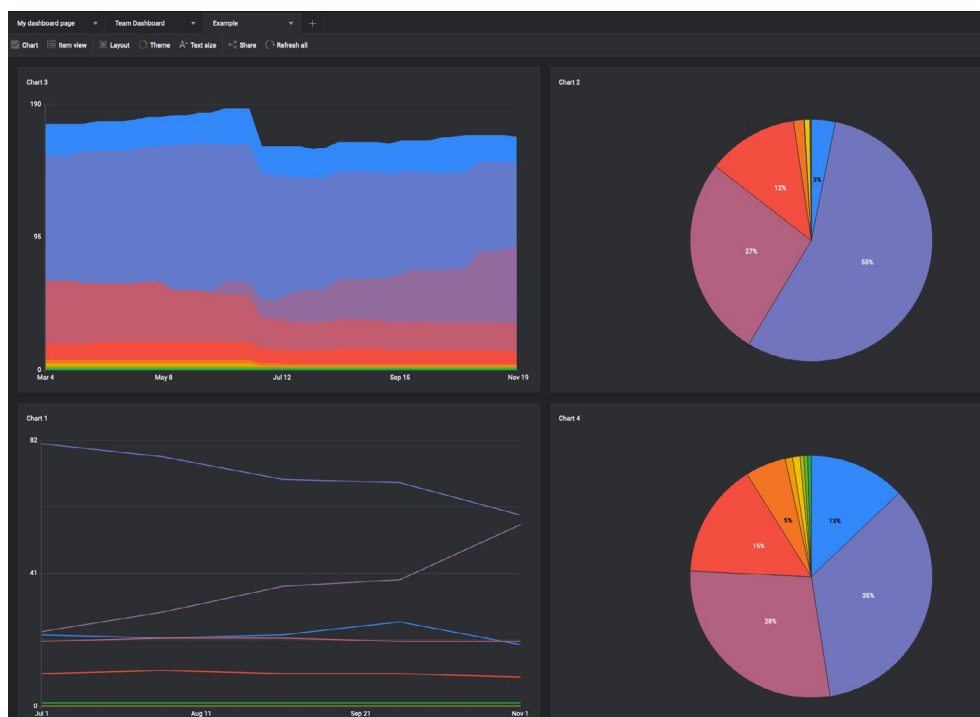 My dashboard page Team Dashboard Example
Chart Item view Layout Theme A+ Text size Share Refresh all
Chart 3
190
96
0
Mar 4 May 8 Jul 12 Sep 15 Nov 19
Chart 2
3%
12%
27%
55%
Chart 1
82
41
0
Jul 1 Aug 11 Sep 21 Nov 1
Chart 4
5%
13%
15%
35%
28%